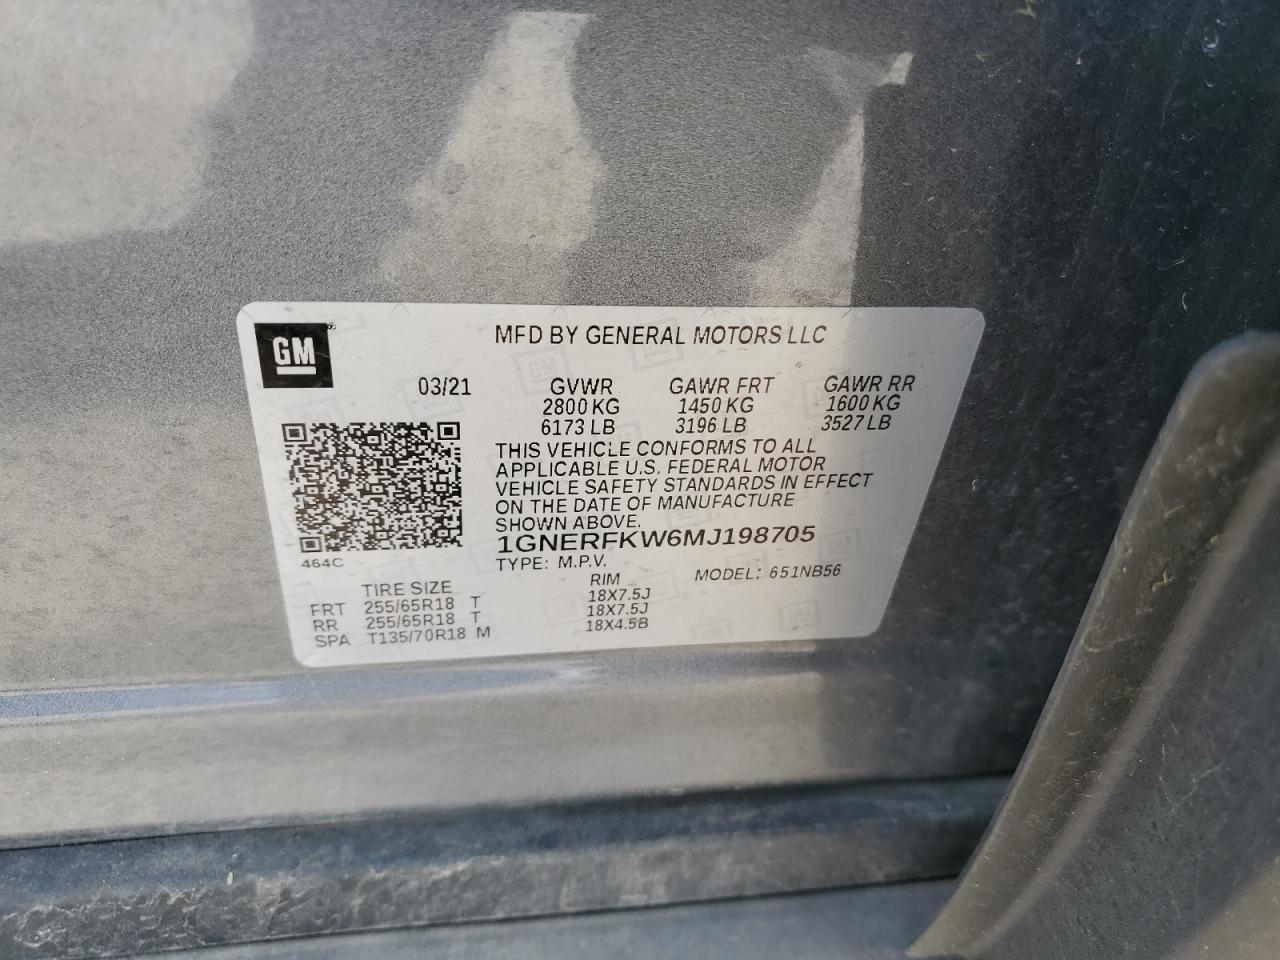 GM
MFD BY GENERAL MOTORS LLC
03/21 GVWR GAWR FRT GAWR RR
2800 KG 1450 KG 1600 KG
6173 LB 3196 LB 3527 LB
THIS VEHICLE CONFORMS TO ALL
APPLICABLE U.S. FEDERAL MOTOR
VEHICLE SAFETY STANDARDS IN EFFECT
ON THE DATE OF MANUFACTURE
SHOWN ABOVE.
1GNERFKW6MJ198705
464C
TYPE: M.P.V. MODEL: 651NB56
TIRE SIZE RIM
FRT 255/65R18 T 18X7.5J
RR 255/65R18 T 18X7.5J
SPA T135/70R18 M 18X4.5B